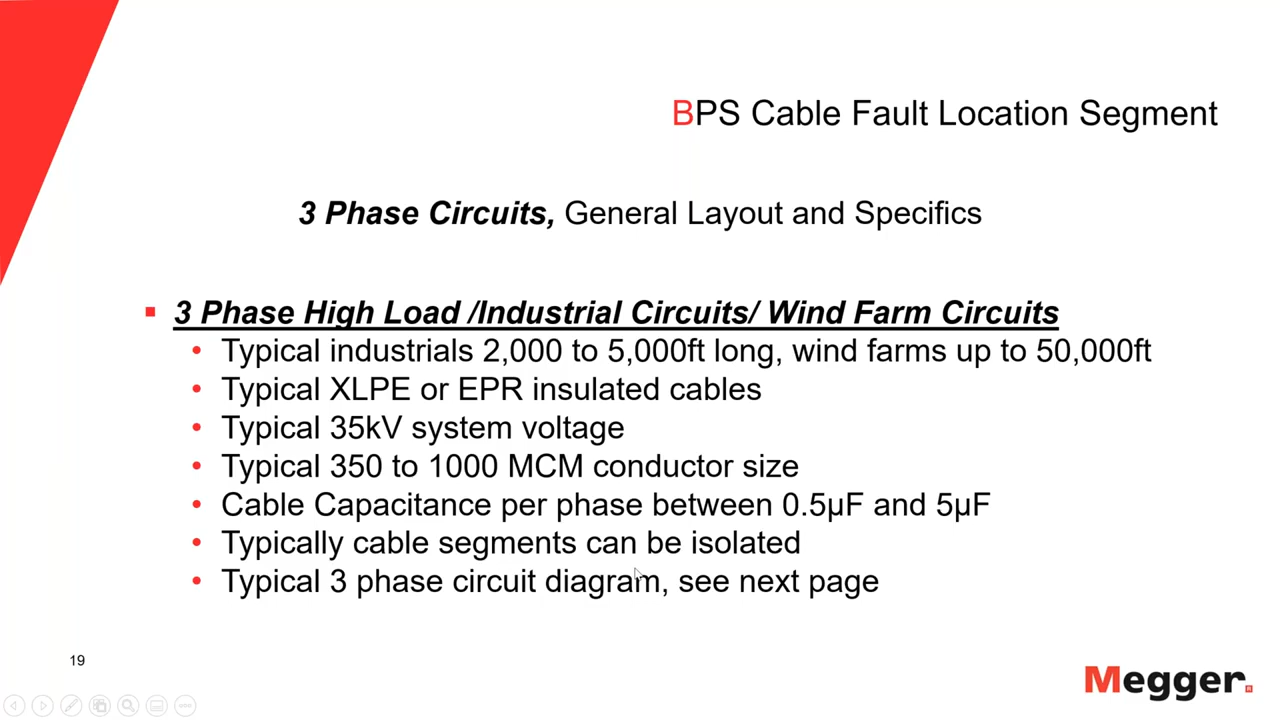 BPS Cable Fault Location Segment
3 Phase Circuits, General Layout and Specifics
3 Phase High Load /Industrial Circuits/ Wind Farm Circuits
Typical industrials 2,000 to 5,000ft long, wind farms up to 50,000ft
Typical XLPE or EPR insulated cables
Typical 35kV system voltage
Typical 350 to 1000 MCM conductor size
Cable Capacitance per phase between 0.5µF and 5µF
Typically cable segments can be isolated
Typical 3 phase circuit diagram, see next page
19
Megger.